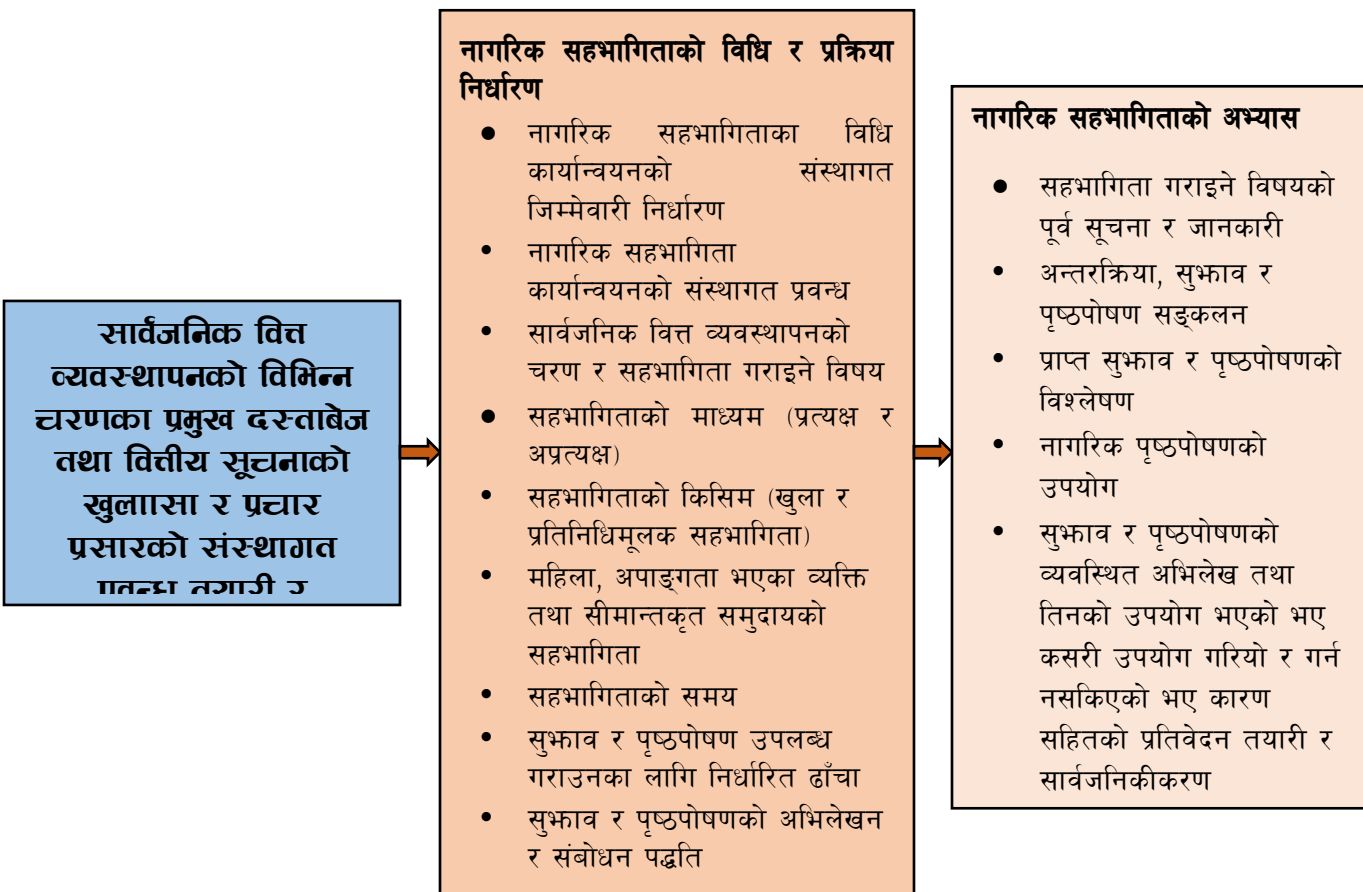 सार्वजनिक वित्त
व्यवस्थापनको विभिन्न
चरणका प्रमुख दस्ताबेज
तथा वित्तीय सूचनाको
खुलाासा र प्रचार
प्रसारको संस्थागत
प्रवन्ध तयारी र
नागरिक सहभागिताको विधि र प्रक्रिया
निर्धारण
● नागरिक सहभागिताका विधि
कार्यान्वयनको संस्थागत
जिम्मेवारी निर्धारण
• नागरिक सहभागिता
कार्यान्वयनको संस्थागत प्रवन्ध
• सार्वजनिक वित्त व्यवस्थापनको
चरण र सहभागिता गराइने विषय
● सहभागिताको माध्यम (प्रत्यक्ष र
अप्रत्यक्ष)
• सहभागिताको किसिम (खुला र
प्रतिनिधिमूलक सहभागिता)
• महिला, अपाङ्गता भएका व्यक्ति
तथा सीमान्तकृत समुदायको
सहभागिता
• सहभागिताको समय
• सुझाव र पृष्ठपोषण उपलब्ध
गराउनका लागि निर्धारित ढाँचा
• सुझाव र पृष्ठपोषणको अभिलेखन
र संबोधन पद्धति
नागरिक सहभागिताको अभ्यास
● सहभागिता गराइने विषयको
पूर्व सूचना र जानकारी
• अन्तरक्रिया, सुझाव र
पृष्ठपोषण सङ्कलन
• प्राप्त सुझाव र पृष्ठपोषणको
विश्लेषण
• नागरिक पृष्ठपोषणको
उपयोग
• सुझाव र पृष्ठपोषणको
व्यवस्थित अभिलेख तथा
तिनको उपयोग भएको भए
कसरी उपयोग गरियो र गर्न
नसकिएको भए कारण
सहितको प्रतिवेदन तयारी र
सार्वजनिकीकरण